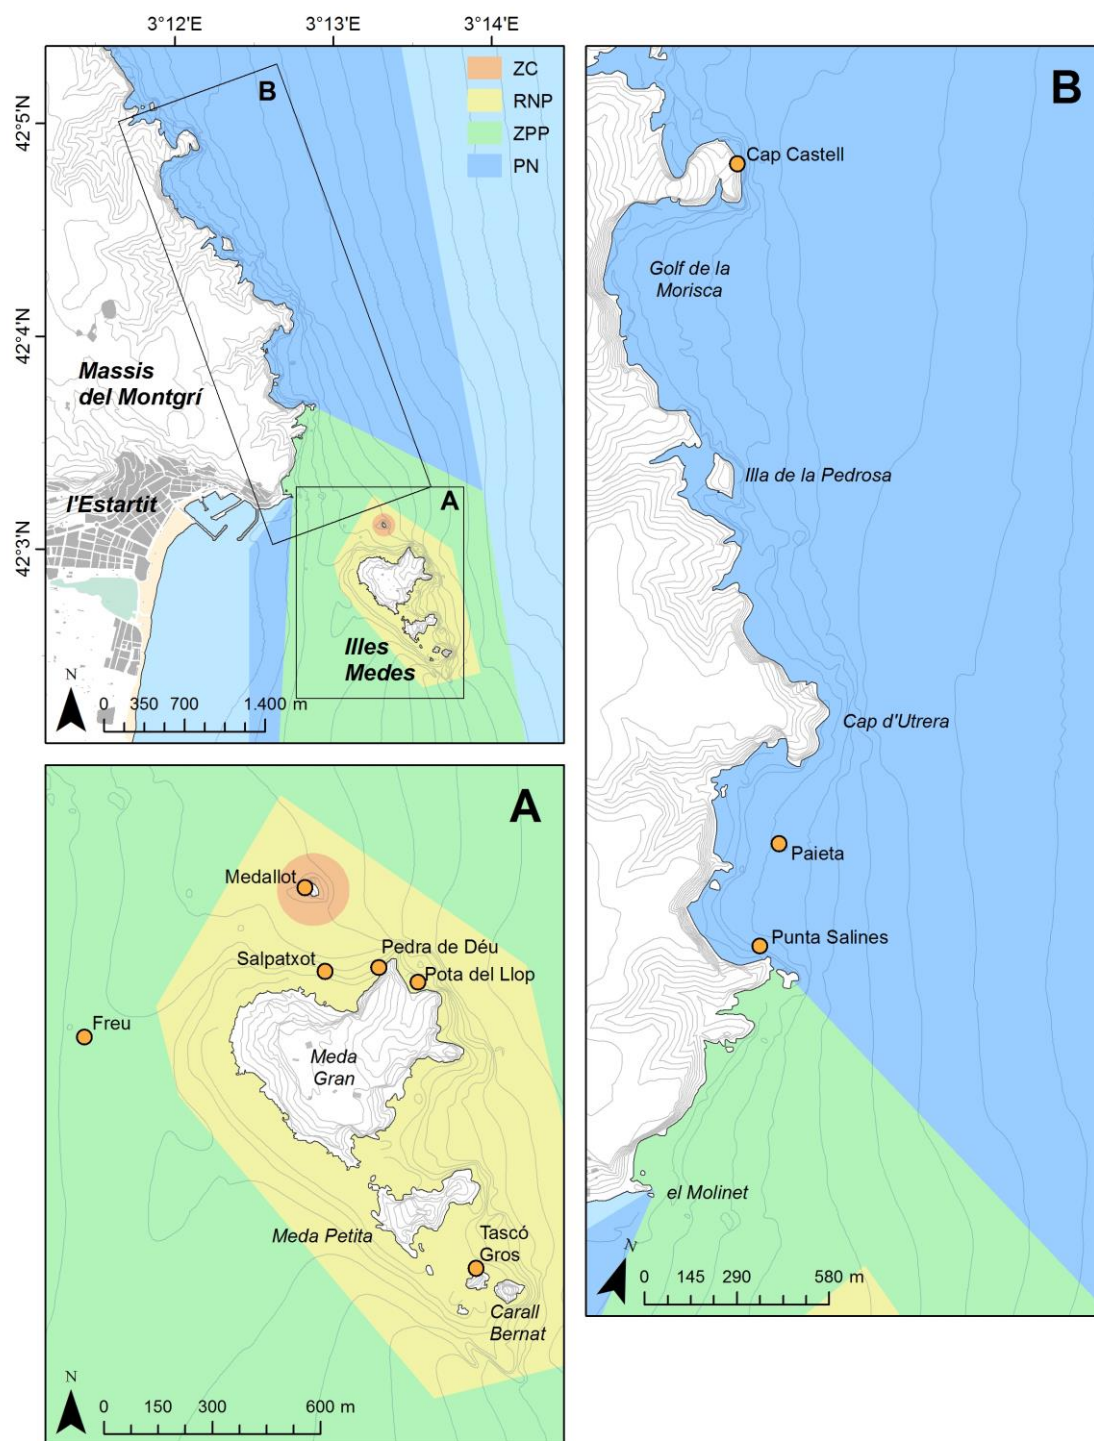 3°12'E
3°13'E
3°14'E
42°5'N
42°4'N
42°3'N
B
ZC
RNP
ZPP
PN
Massis
del Montgrí
l'Estartit
A
Illes
Medes
N
0 350 700 1.400 m
A
Medallot
Salpatxot
Pedra de Déu
Pota del Llop
Freu
Meda
Gran
Meda Petita
Tascó
Gros
Carall
Bernat
N
0 150 300 600 m
B
Cap Castell
Golf de la
Morisca
Illa de la Pedrosa
Cap d'Utrera
Paieta
Punta Salines
el Molinet
N
0 145 290 580 m